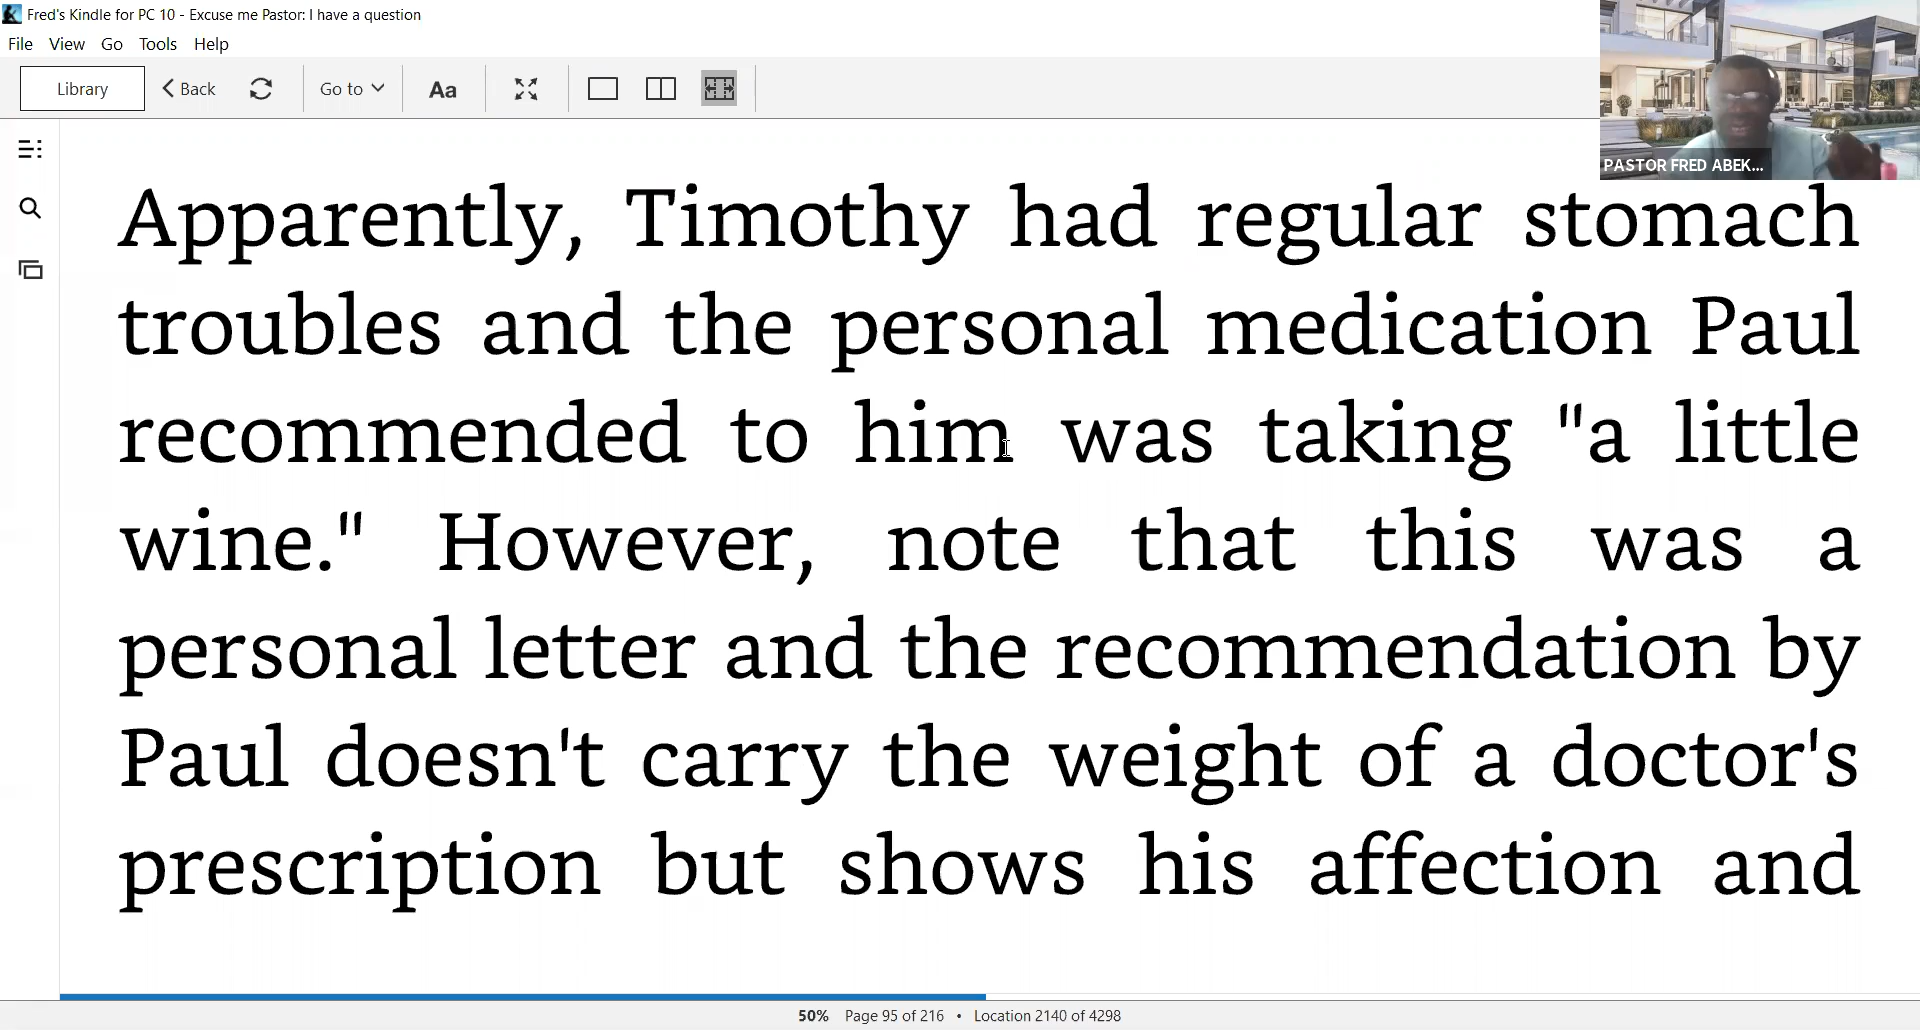 Fred's Kindle for PC 10 - Excuse me Pastor: I have a question
File View Go Tools Help
Library Back Go to Aa
PASTOR FRED ABEK...
Apparently, Timothy had regular stomach
troubles and the personal medication Paul
recommended to him was taking "a little
wine." However, note that this was a
personal letter and the recommendation by
Paul doesn't carry the weight of a doctor's
prescription but shows his affection and
50% Page 95 of 216 • Location 2140 of 4298